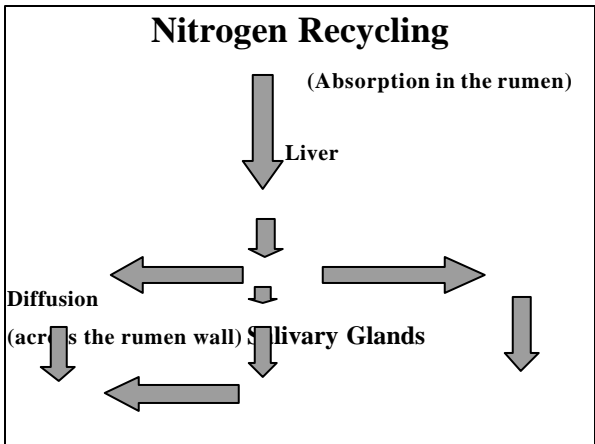 Nitrogen Recycling
(Absorption in the rumen)
Liver
Diffusion
(across the rumen wall) Salivary Glands